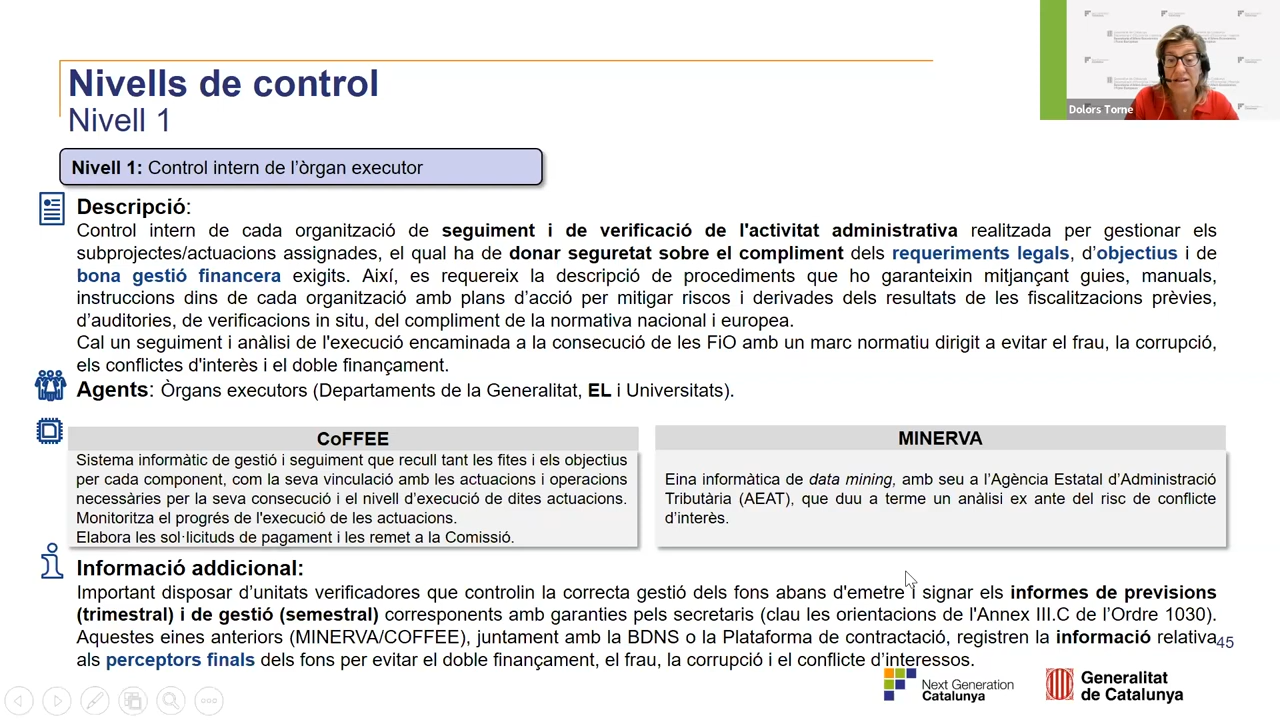 Nivells de control
Nivell 1
Dolors Torne
Nivell 1: Control intern de l'òrgan executor
Descripció:
Control intern de cada organització de seguiment i de verificació de l'activitat administrativa realitzada per gestionar els
subprojectes/actuacions assignades, el qual ha de donar seguretat sobre el compliment dels requeriments legals, d'objectius i de
bona gestió financera exigits. Així, es requereix la descripció de procediments que ho garanteixin mitjançant guies, manuals,
instruccions dins de cada organització amb plans d'acció per mitigar riscos i derivades dels resultats de les fiscalitzacions prèvies,
d'auditories, de verificacions in situ, del compliment de la normativa nacional i europea.
Cal un seguiment i anàlisi de l'execució encaminada a la consecució de les FiO amb un marc normatiu dirigit a evitar el frau, la corrupció,
els conflictes d'interès i el doble finançament.
Agents: Òrgans executors (Departaments de la Generalitat, EL i Universitats).
CoFFEE
Sistema informàtic de gestió i seguiment que recull tant les fites i els objectius
per cada component, com la seva vinculació amb les actuacions i operacions
necessàries per la seva consecució i el nivell d'execució de dites actuacions.
Monitoritza el progrés de l'execució de les actuacions.
Elabora les sol·licituds de pagament i les remet a la Comissió.
MINERVA
Eina informàtica de data mining, amb seu a l'Agència Estatal d'Administració
Tributària (AEAT), que duu a terme un anàlisi ex ante del risc de conflicte
d'interès.
Informació addicional:
Important disposar d'unitats verificadores que controlin la correcta gestió dels fons abans d'emetre i signar els informes de previsions
(trimestral) i de gestió (semestral) corresponents amb garanties pels secretaris (clau les orientacions de l'Annex III.C de l'Ordre 1030).
Aquestes eines anteriors (MINERVA/COFFEE), juntament amb la BDNS o la Plataforma de contractació, registren la informació relativa
als perceptors finals dels fons per evitar el doble finançament, el frau, la corrupció i el conflicte d'interessos.
45
Next Generation
Catalunya
Generalitat
de Catalunya